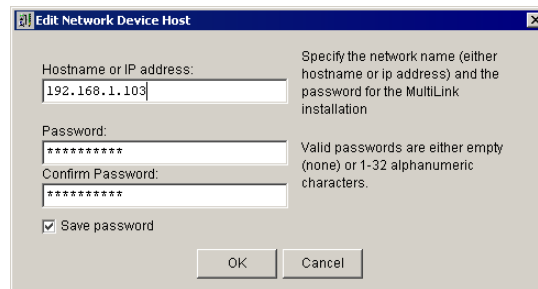 Edit Network Device Host
Hostname or IP address:
192.168.1.103
Specify the network name (either
hostname or ip address) and the
password for the MultiLink
installation
Password:
**********
Confirm Password:
**********
Valid passwords are either empty
(none) or 1-32 alphanumeric
characters.
Save password
OK
Cancel